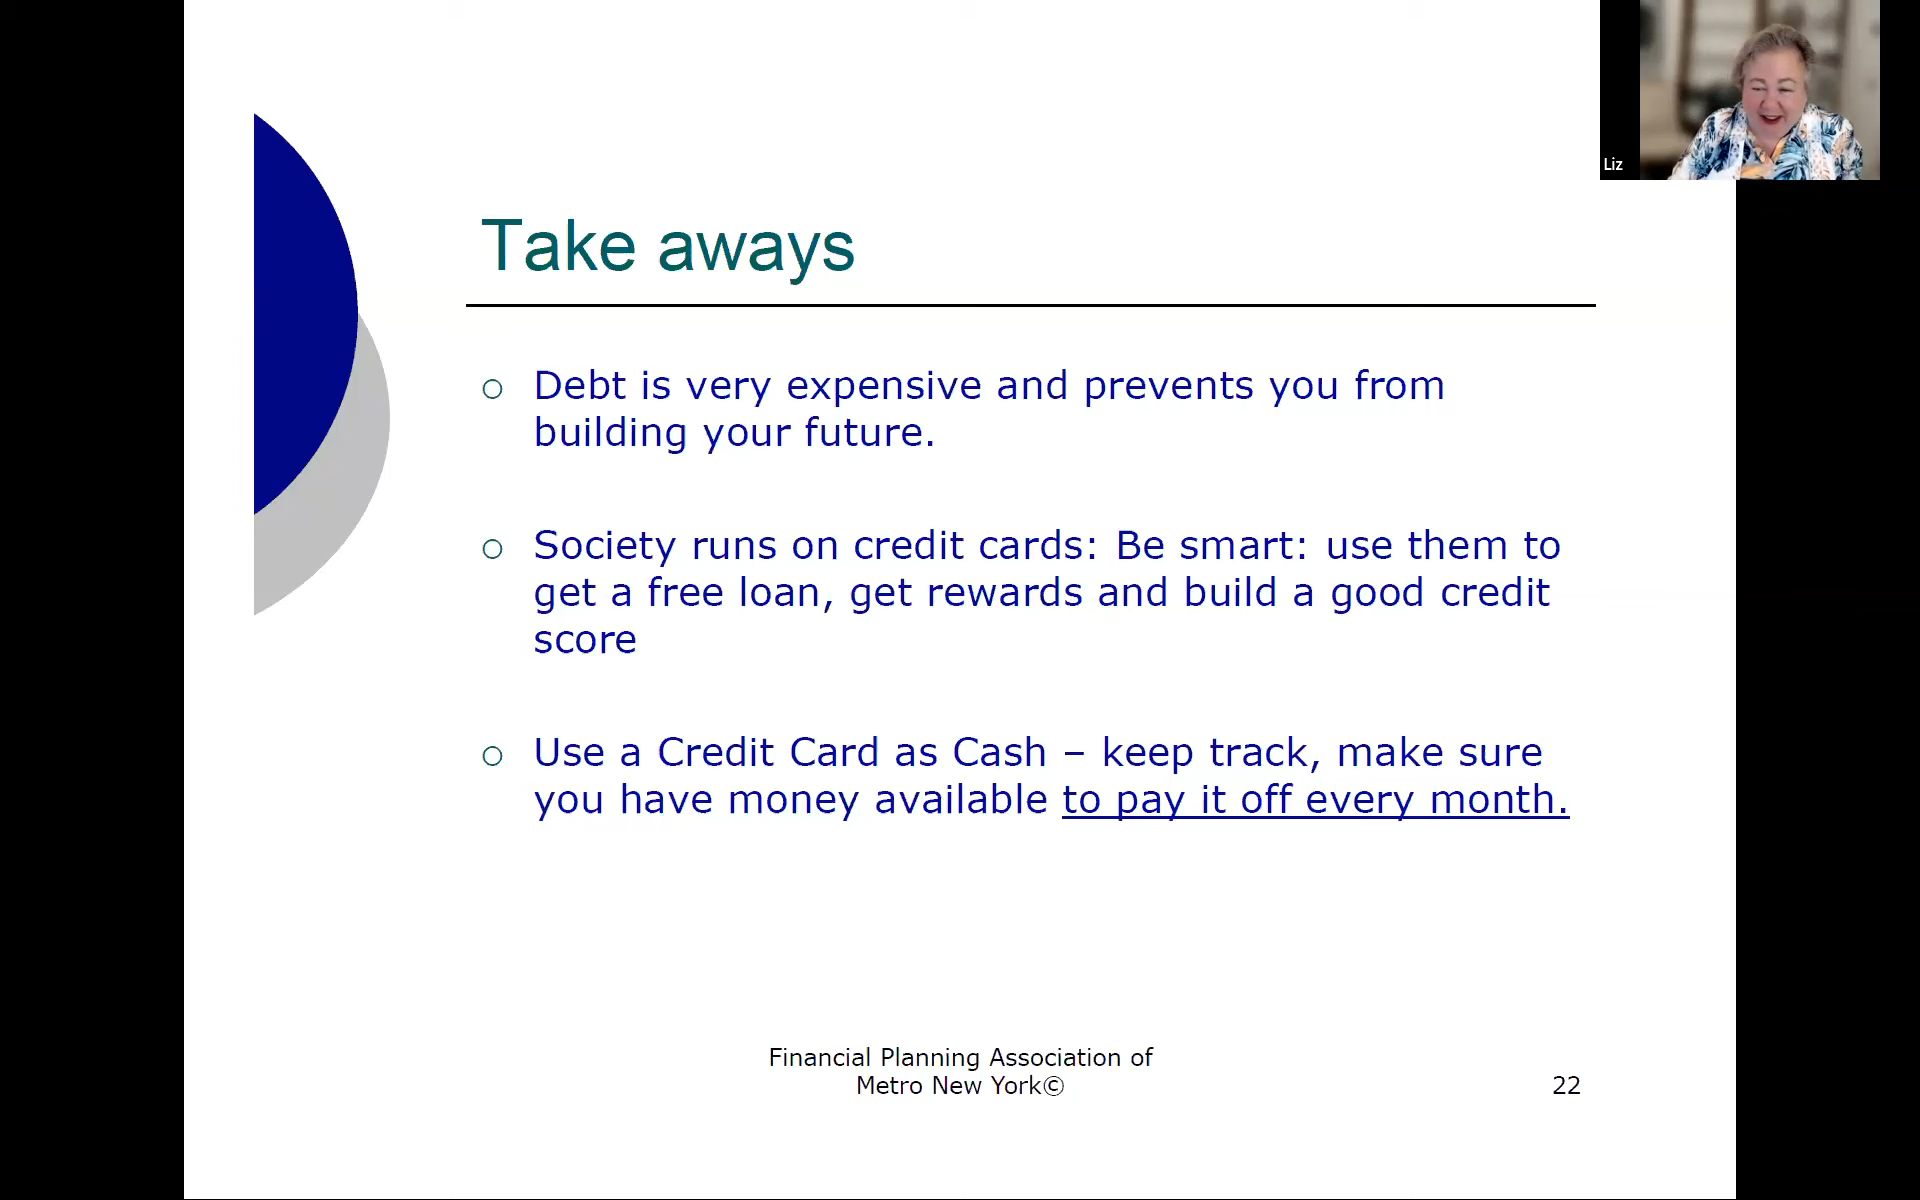 Liz
Take aways
Debt is very expensive and prevents you from
building your future.
Society runs on credit cards: Be smart: use them to
get a free loan, get rewards and build a good credit
score
Use a Credit Card as Cash – keep track, make sure
you have money available to pay it off every month.
Financial Planning Association of
Metro New York©
22